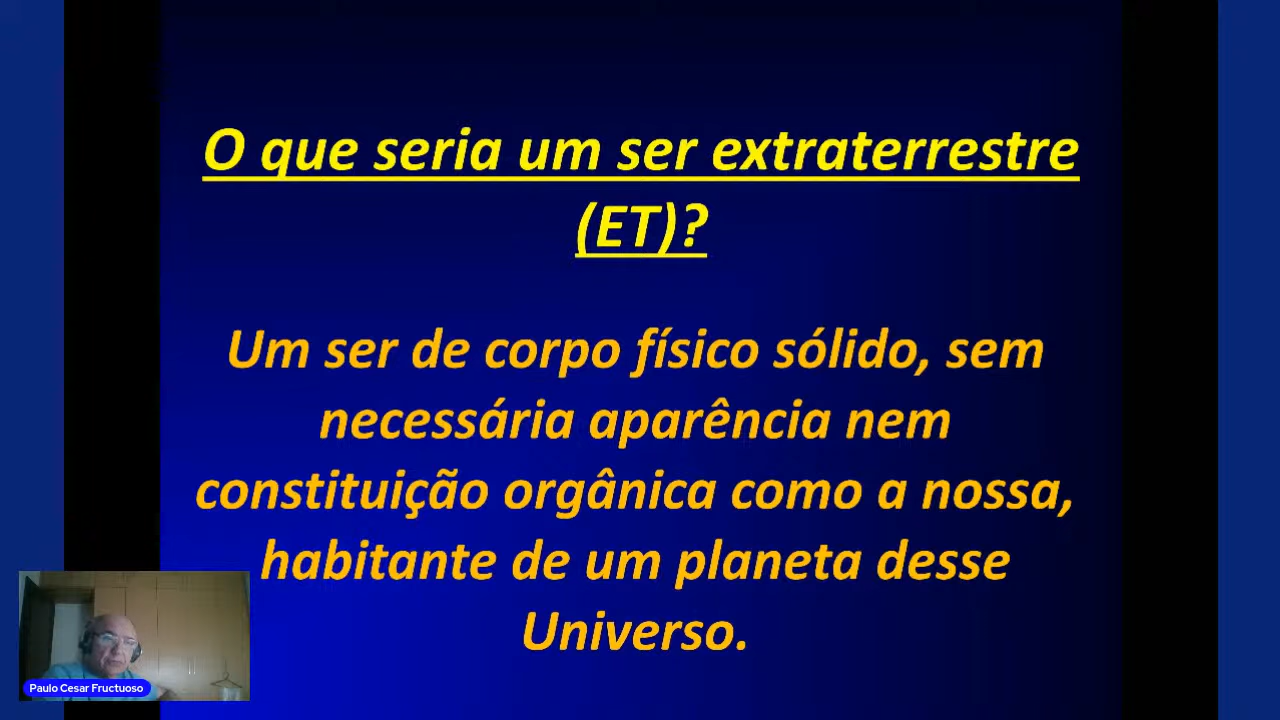 O que seria um ser extraterrestre
(ET)?
Um ser de corpo físico sólido, sem
necessária aparência nem
constituição orgânica como a nossa,
habitante de um planeta desse
Universo.
Paulo Cesar Fructuoso